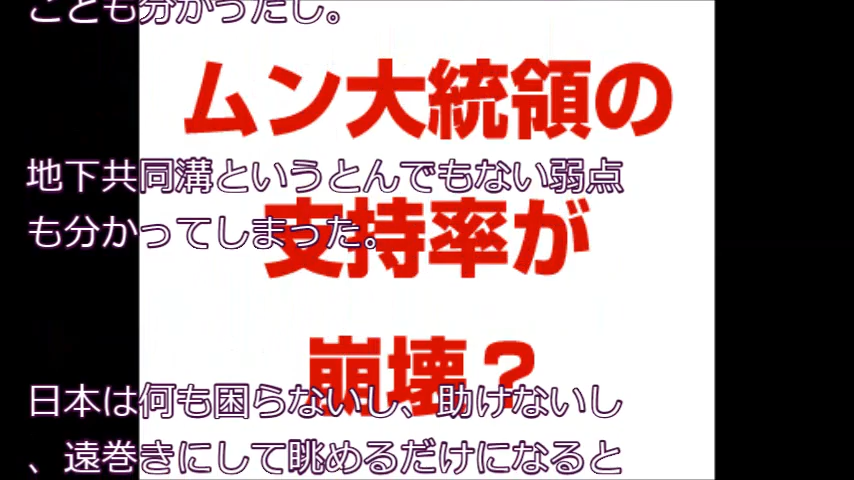 ことも分かったし。
ムン大統領の
地下共同溝というとんでもない弱点
も分かってしまった。
支持率が
崩壊？
日本は何も困らないし、助けないし
、遠巻きにして眺めるだけになると